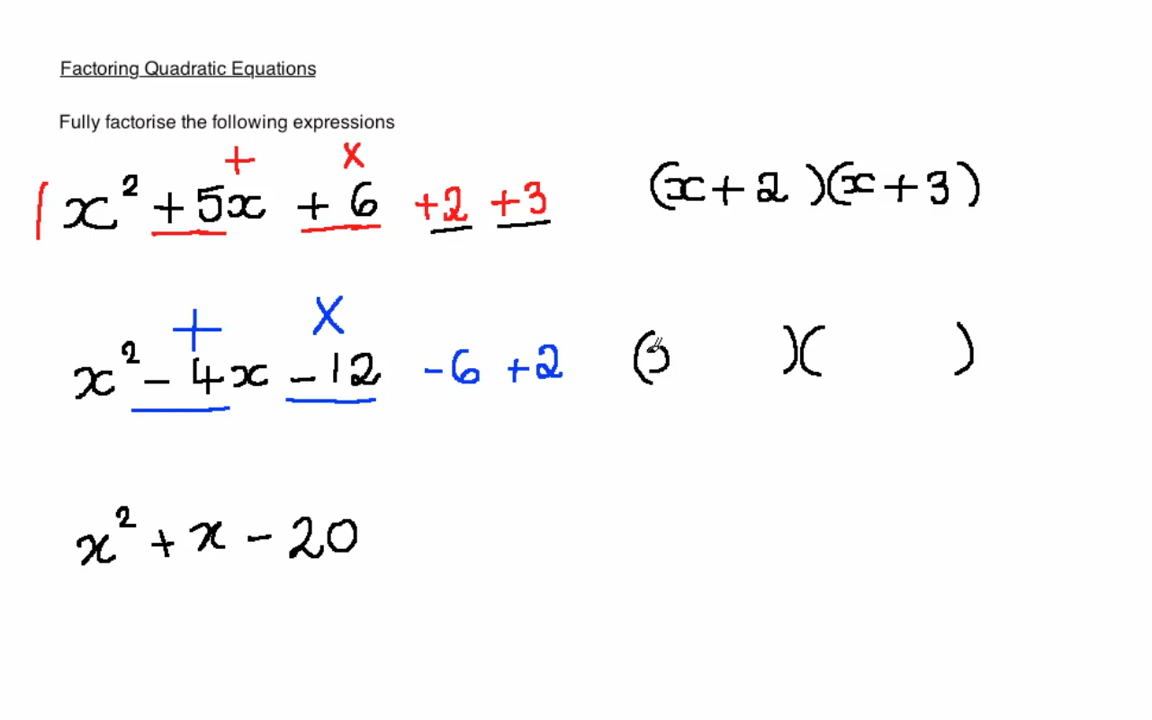 Factoring Quadratic Equations
Fully factorise the following expressions
+ x
| x² + 5x + 6 +2 +3 (x + 2)(x + 3)
+ x
x² - 4x - 12 -6 +2 ( )( )
x² + x - 20